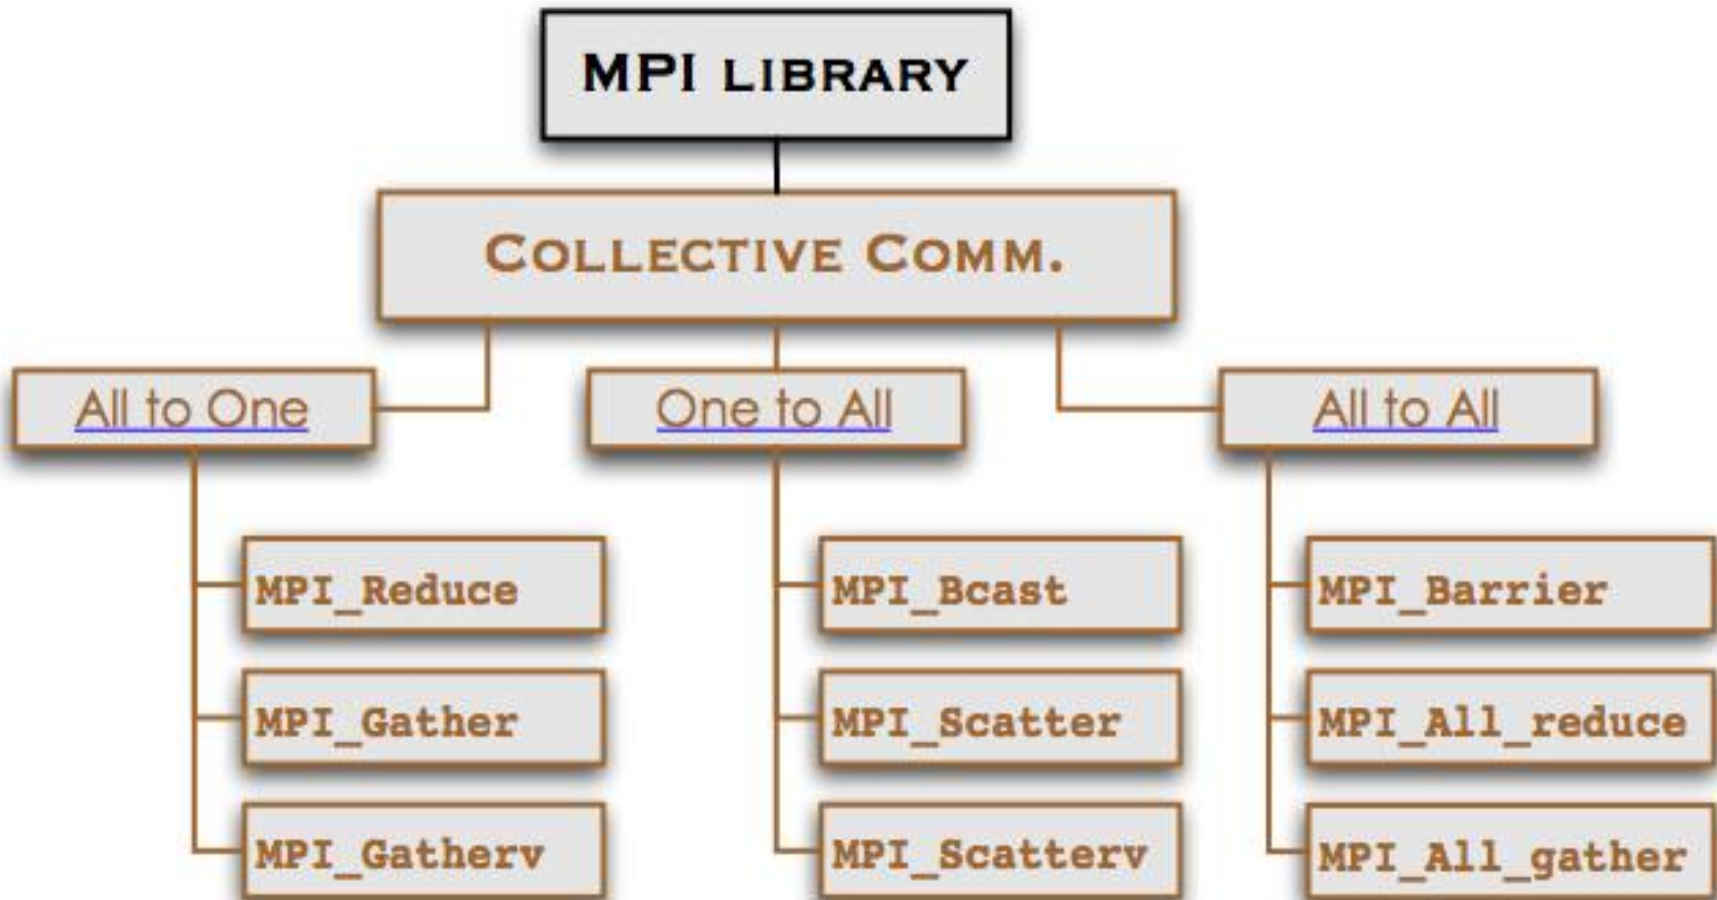 MPI LIBRARY
COLLECTIVE COMM.
All to One
One to All
All to All
MPI_Reduce
MPI_Gather
MPI_Gatherv
MPI_Bcast
MPI_Scatter
MPI_Scatterv
MPI_Barrier
MPI_All_reduce
MPI_All_gather